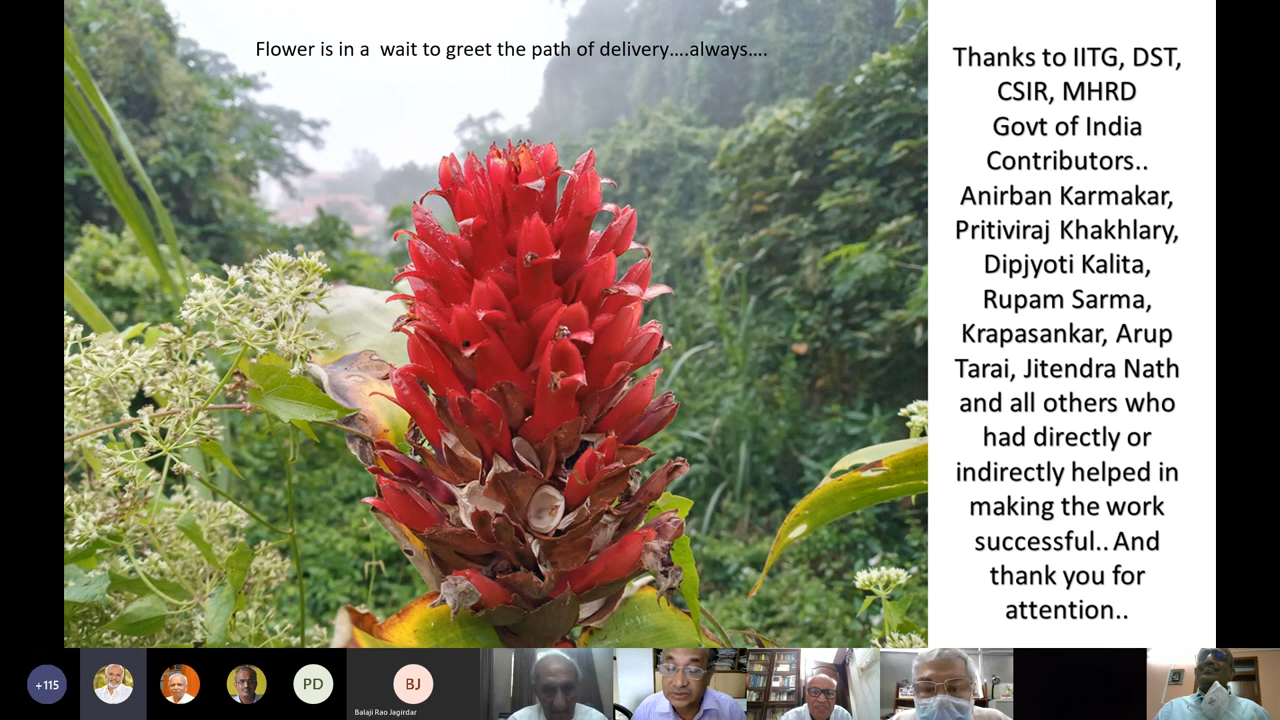 Flower is in a wait to greet the path of delivery....always....
Thanks to IITG, DST,
CSIR, MHRD
Govt of India
Contributors..
Anirban Karmakar,
Pritiviraj Khakhlary,
Dipjyoti Kalita,
Rupam Sarma,
Krapasankar, Arup
Tarai, Jitendra Nath
and all others who
had directly or
indirectly helped in
making the work
successful.. And
thank you for
attention..
+115
PD
BJ
Balaji Rao Jagirdar